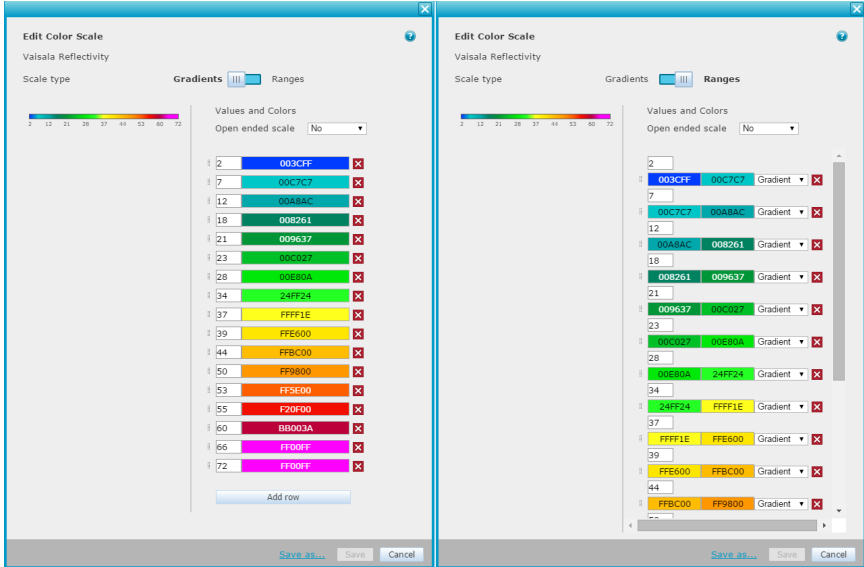 Edit Color Scale
Vaisala Reflectivity
Scale type Gradients Ranges
Values and Colors
Open ended scale No
2 12 21 28 37 44 53 60 72
2 003CFF
7 00C7C7
12 00A8AC
18 008261
21 009637
23 00C027
28 00E80A
34 24FF24
37 FFFF1E
39 FFE600
44 FFBC00
50 FF9800
53 FF5E00
55 F20F00
60 BB003A
66 FF00FF
72 FF00FF
Add row
Save as... Save Cancel
Edit Color Scale
Vaisala Reflectivity
Scale type Gradients Ranges
Values and Colors
Open ended scale No
2 12 21 28 37 44 53 60 72
2
003CFF 00C7C7 Gradient
7
00C7C7 00A8AC Gradient
12
00A8AC 008261 Gradient
18
008261 009637 Gradient
21
009637 00C027 Gradient
23
00C027 00E80A Gradient
28
00E80A 24FF24 Gradient
34
24FF24 FFFF1E Gradient
37
FFFF1E FFE600 Gradient
39
FFE600 FFBC00 Gradient
44
FFBC00 FF9800 Gradient
Save as... Save Cancel